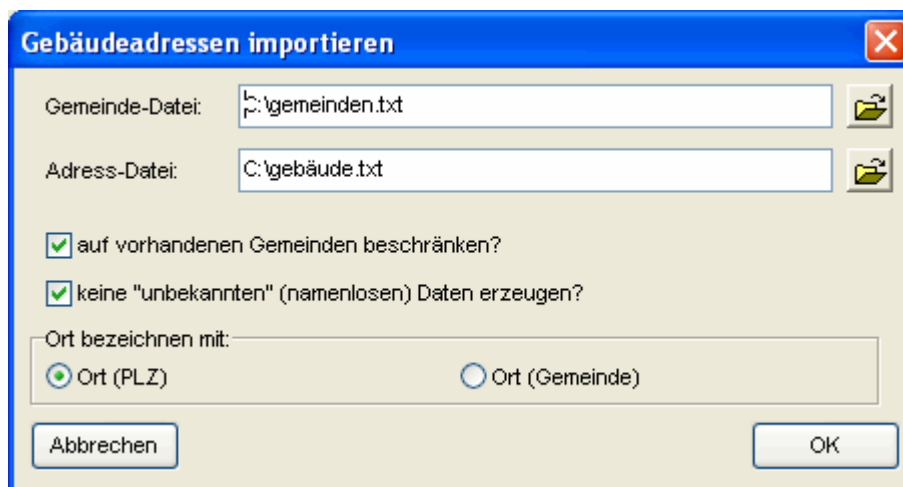 Gebäudeadressen importieren
Gemeinde-Datei: C:\gemeinden.txt
Adress-Datei: C:\gebäude.txt
auf vorhandenen Gemeinden beschränken?
keine "unbekannten" (namenlosen) Daten erzeugen?
Ort bezeichnen mit:
Ort (PLZ) Ort (Gemeinde)
Abbrechen OK